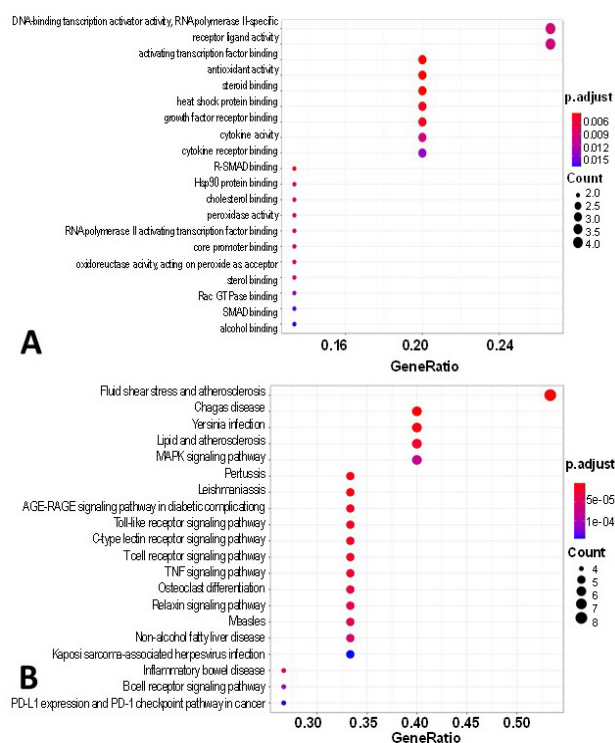 DNA-binding transcription activator activity, RNA polymerase II-specific
receptor ligand activity
activating transcription factor binding
antioxidant activity
steroid binding
heat shock protein binding
growth factor receptor binding
cytokine acivity
cytokine receptor binding
R-SMAD binding
Hsp90 protein binding
cholesterol binding
peroxidase activity
RNA polymerase II activating transcription factor binding
core promoter binding
oxidoreuctase acivity, acting on peroxide as acceptor
sterol binding
Rac GTPase binding
SMAD binding
alcohol binding
A
0.16 0.20 0.24
GeneRatio
p.adjust
0.006
0.009
0.012
0.015
Count
2.0
2.5
3.0
3.5
4.0
Fluid shear stress and atherosclerosis
Chagas disease
Yersinia infection
Lipid and atherosclerosis
MAPK signaling pathway
Pertussis
Leishmaniassis
AGE-RAGE signaling pathway in diabetic complicationg
Toll-like receptor signaling pathway
C-type lectin receptor signaling pathway
T cell receptor signaling pathway
TNF signaling pathway
Osteoclast differentiation
Relaxin signaling pathway
Measles
Non-alcohol fatty liver disease
Kaposi sarcoma-associated herpesvirus infection
Inflammatory bowel disease
B cell receptor signaling pathway
PD-L1 expression and PD-1 checkpoint pathway in cancer
B
0.30 0.35 0.40 0.45 0.50
GeneRatio
p.adjust
5e-05
1e-04
Count
4
5
6
7
8